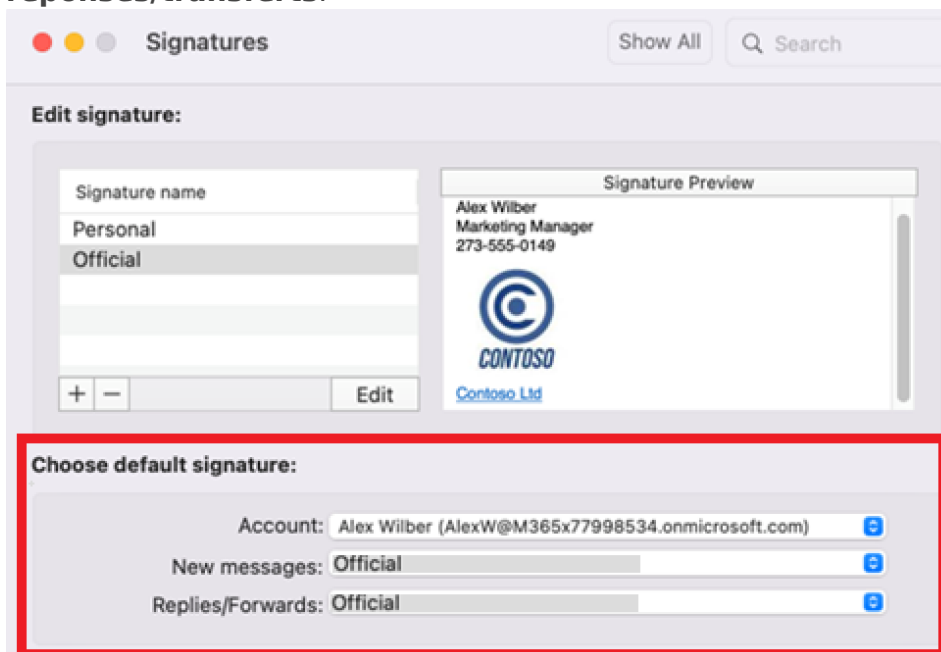 réponses/transferts.
Signatures
Show All
Search
Edit signature:
Signature name
Personal
Official
+ −
Edit
Signature Preview
Alex Wilber
Marketing Manager
273-555-0149
CONTOSO
Contoso Ltd
Choose default signature:
Account: Alex Wilber (AlexW@M365x77998534.onmicrosoft.com)
New messages: Official
Replies/Forwards: Official